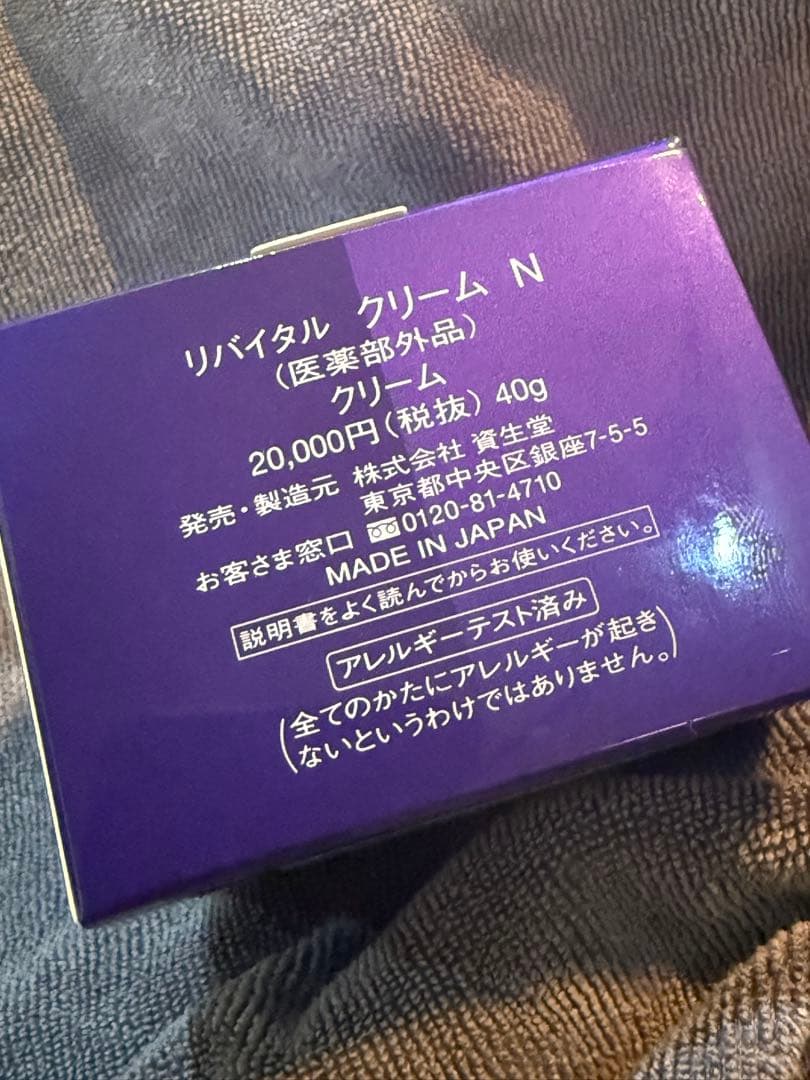 リバイタル クリーム N
（医薬部外品）
クリーム
20,000円（税抜）40g
発売・製造元 株式会社 資生堂
東京都中央区銀座7-5-5
お客さま窓口 0120-81-4710
MADE IN JAPAN
説明書をよく読んでからお使いください。
アレルギーテスト済み
（全てのかたにアレルギーが起き
ないというわけではありません。）